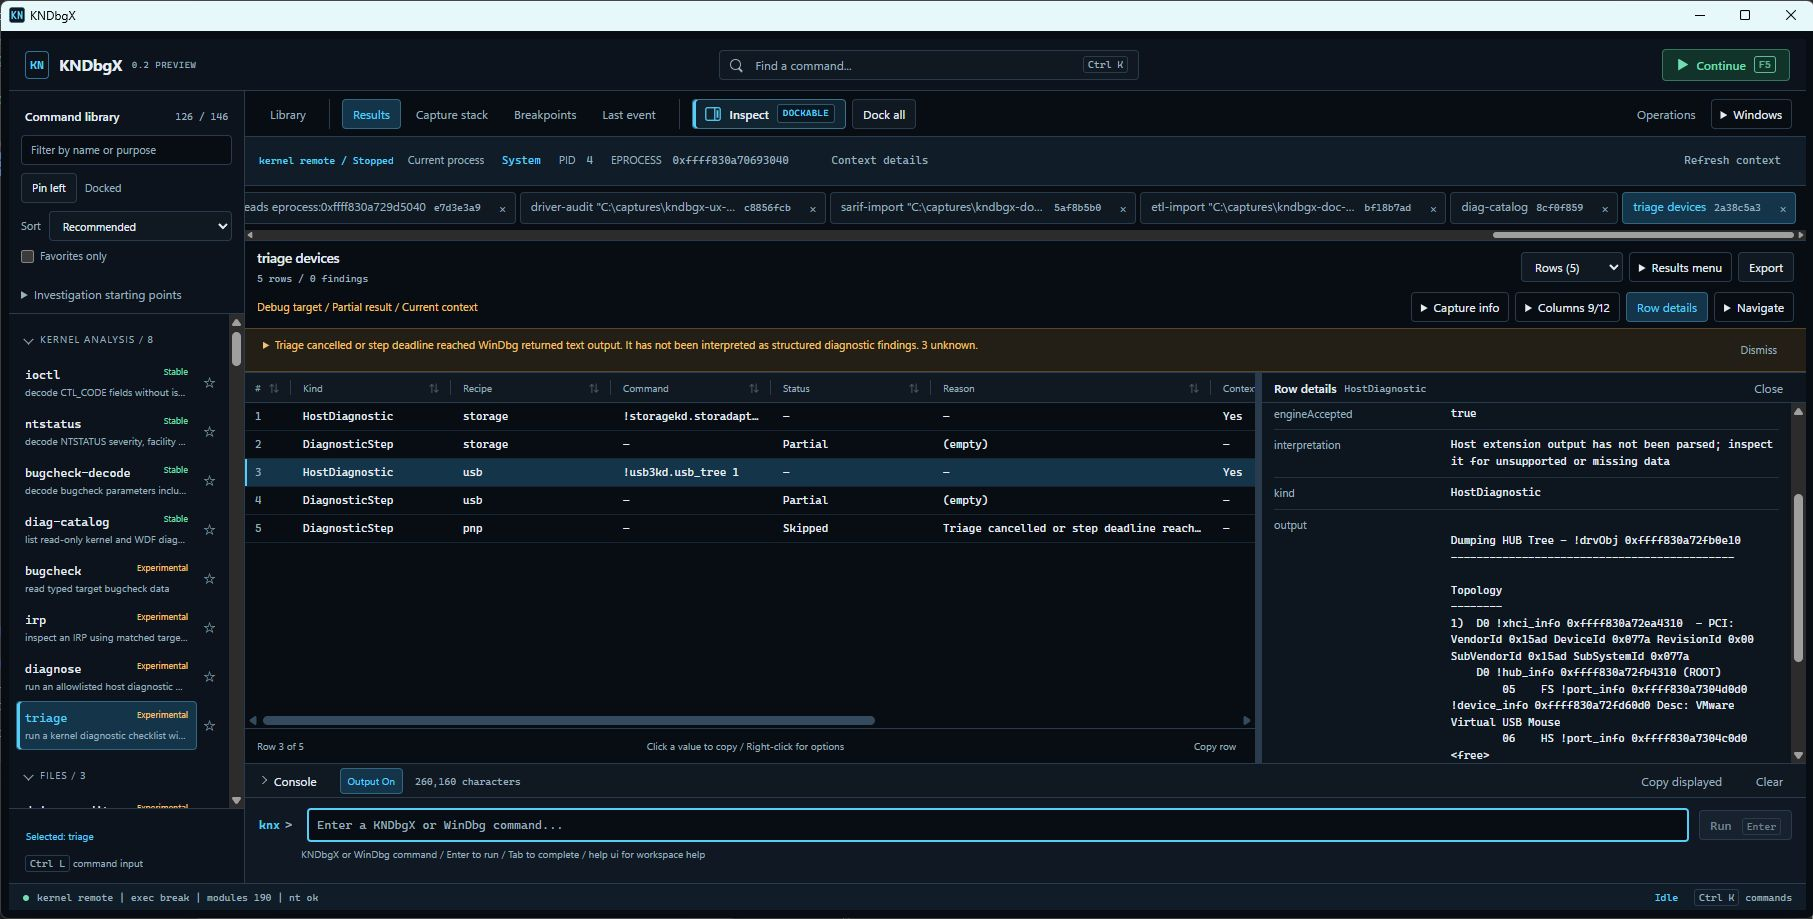 KN KNDbgX
KN KNDbgX 0.2 PREVIEW
Find a command... Ctrl K
Continue F5
Command library 126 / 146
Filter by name or purpose
Pin left Docked
Sort Recommended
Favorites only
Investigation starting points
KERNEL ANALYSIS / 8
ioctl Stable
decode CTL_CODE fields without is...
ntstatus Stable
decode NTSTATUS severity, facility ...
bugcheck-decode Stable
decode bugcheck parameters inclu...
diag-catalog Stable
list read-only kernel and WDF diag...
bugcheck Experimental
read typed target bugcheck data
irp Experimental
inspect an IRP using matched targe...
diagnose Experimental
run an allowlisted host diagnostic ...
triage Experimental
run a kernel diagnostic checklist wi...
FILES / 3
Experimental
Selected: triage
Ctrl L command input
Library Results Capture stack Breakpoints Last event Inspect DOCKABLE Dock all Operations Windows
kernel remote / Stopped Current process System PID 4 EPROCESS 0xffff830a70693040 Context details Refresh context
eads eprocess:0xffff830a729d5040 e7d3e3a9 × driver-audit "C:\captures\kndbgx-ux-... c8856fcb × sarif-import "C:\captures\kndbgx-do... 5af8b5b0 × etl-import "C:\captures\kndbgx-doc-... bf18b7ad × diag-catalog 8cf0f859 × triage devices 2a38c5a3 ×
triage devices
5 rows / 0 findings
Rows (5) Results menu Export
Debug target / Partial result / Current context
Capture info Columns 9/12 Row details Navigate
Triage cancelled or step deadline reached WinDbg returned text output. It has not been interpreted as structured diagnostic findings. 3 unknown.
Dismiss
# Kind Recipe Command Status Reason Contex
1 HostDiagnostic storage !storagekd.storadapt... — — Yes
2 DiagnosticStep storage — Partial (empty) —
3 HostDiagnostic usb !usb3kd.usb_tree 1 — — Yes
4 DiagnosticStep usb — Partial (empty) —
5 DiagnosticStep pnp — Skipped Triage cancelled or step deadline reach... —
Row 3 of 5 Click a value to copy / Right-click for options Copy row
Row details HostDiagnostic Close
engineAccepted true
interpretation Host extension output has not been parsed; inspect
it for unsupported or missing data
kind HostDiagnostic
output
Dumping HUB Tree - !drvObj 0xffff830a72fb0e10
---------------------------------------------
Topology
--------
1) D0 !xhci_info 0xffff830a72ea4310 - PCI:
VendorId 0x15ad DeviceId 0x077a RevisionId 0x00
SubVendorId 0x15ad SubSystemId 0x077a
D0 !hub_info 0xffff830a72fb4310 (ROOT)
05 FS !port_info 0xffff830a7304d0d0
!device_info 0xffff830a72fd60d0 Desc: VMware
Virtual USB Mouse
06 HS !port_info 0xffff830a7304c0d0
<free>
Console Output On 260,160 characters Copy displayed Clear
knx > Enter a KNDbgX or WinDbg command... Run Enter
KNDbgX or WinDbg command / Enter to run / Tab to complete / help ui for workspace help
kernel remote | exec break | modules 190 | nt ok Idle Ctrl K commands